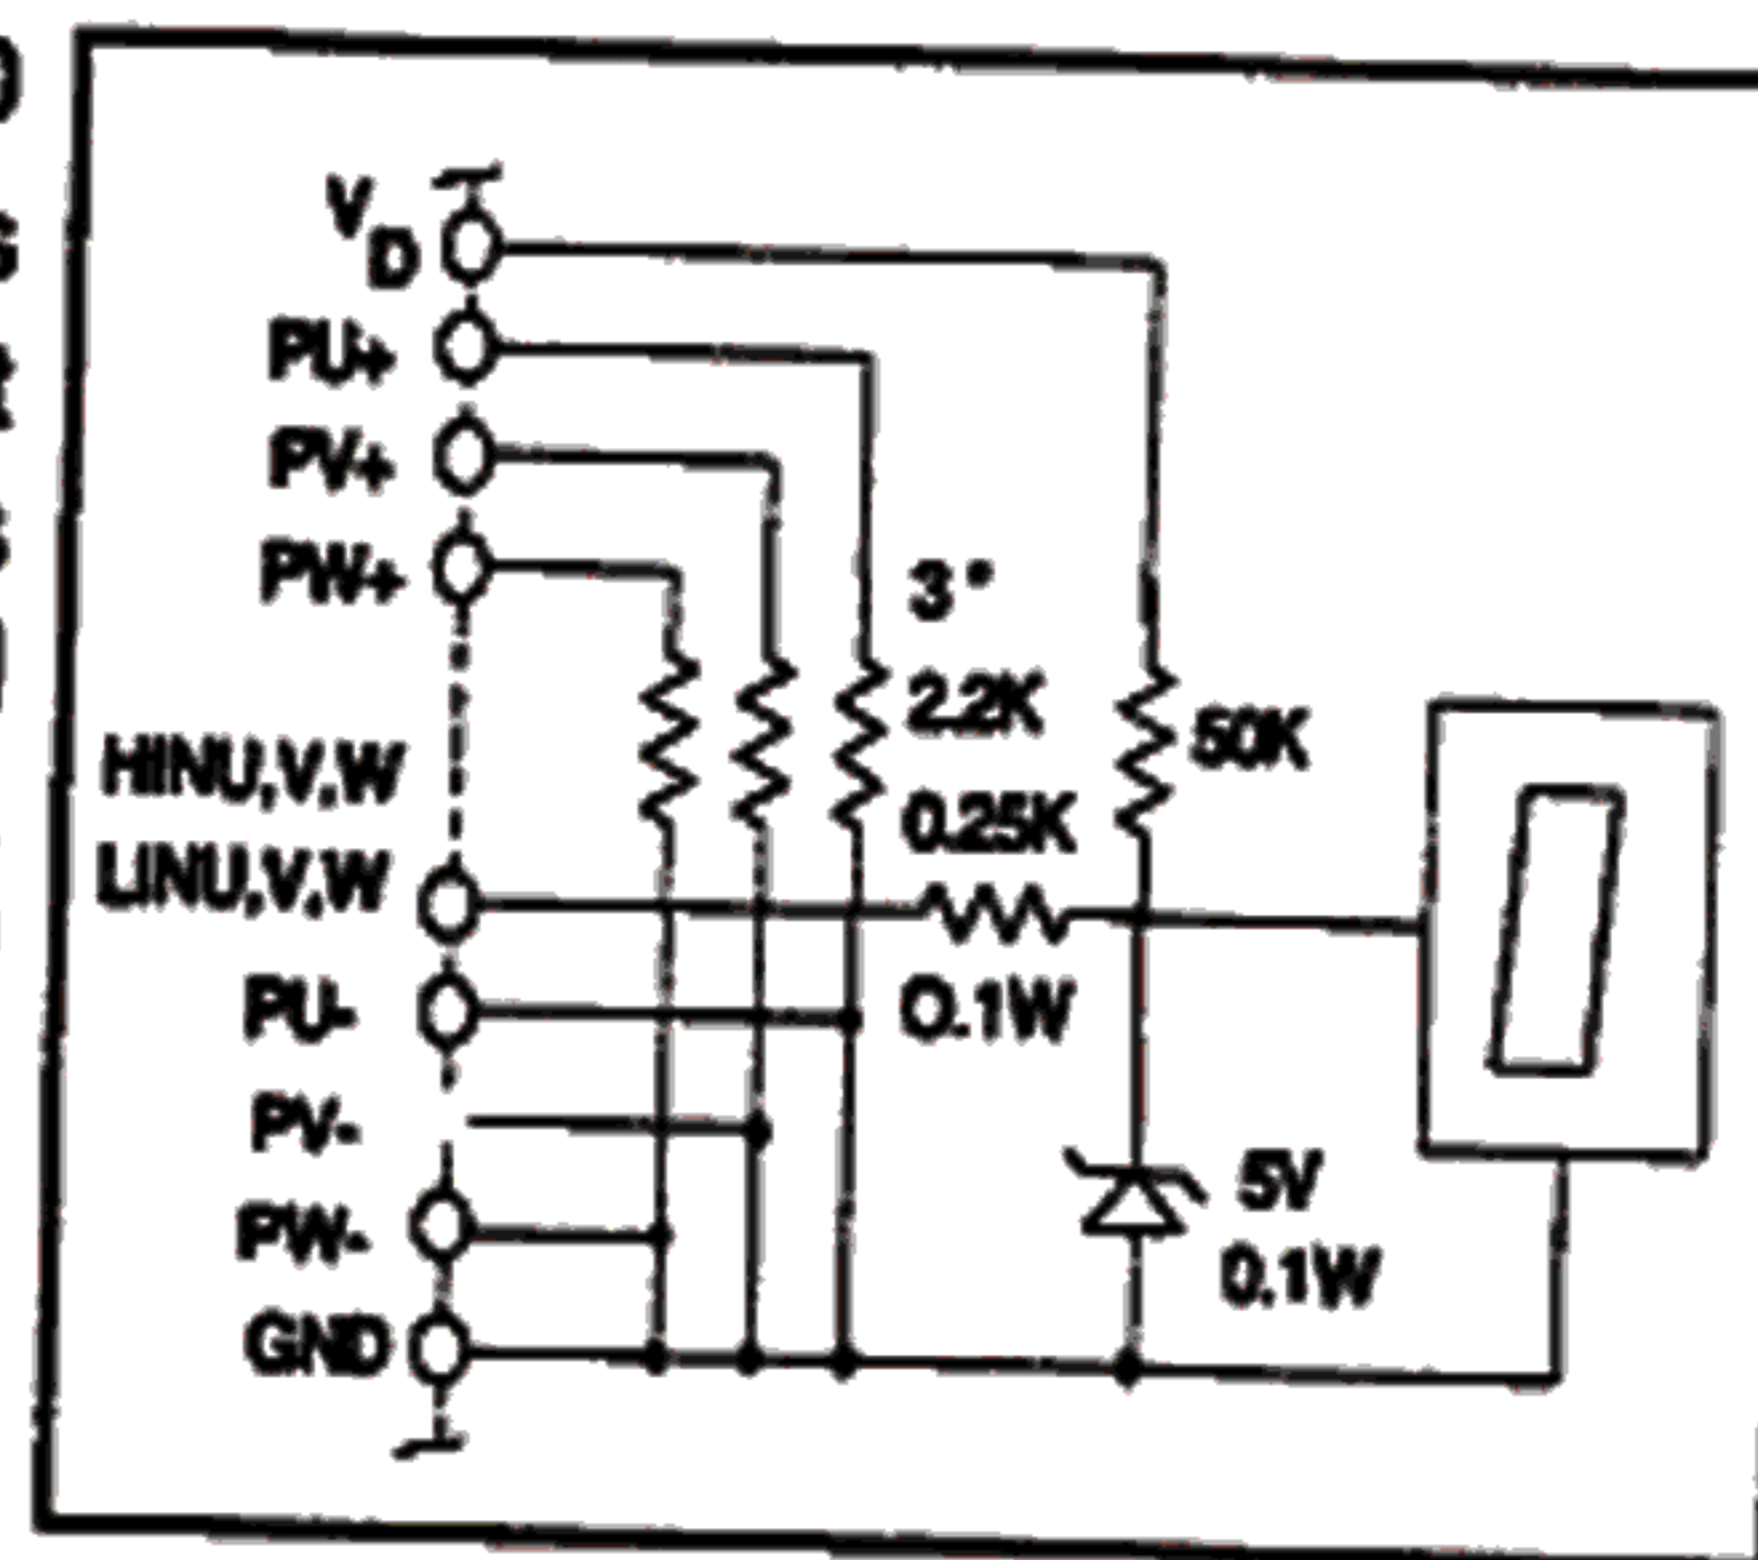 VD
PU+
PV+
PW+
3*
2.2K
50K
HINU,V,W
0.25K
LINU,V,W
PU-
0.1W
PV-
5V
PW-
0.1W
GND